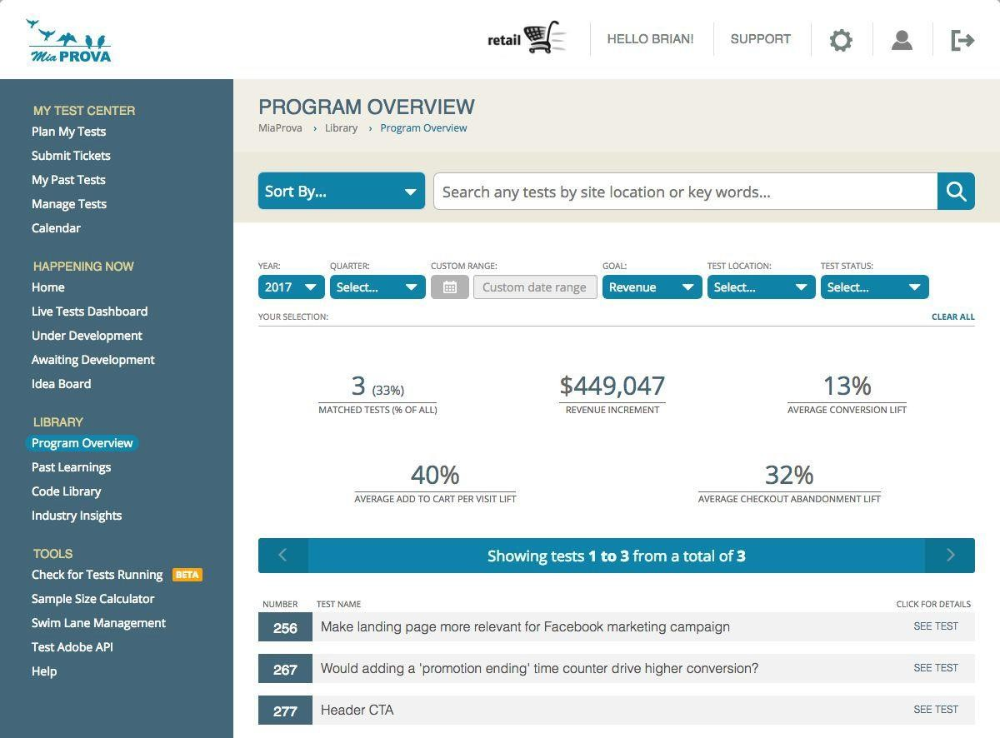 Mia PROVA
retail
HELLO BRIAN!
SUPPORT
MY TEST CENTER
Plan My Tests
Submit Tickets
My Past Tests
Manage Tests
Calendar
HAPPENING NOW
Home
Live Tests Dashboard
Under Development
Awaiting Development
Idea Board
LIBRARY
Program Overview
Past Learnings
Code Library
Industry Insights
TOOLS
Check for Tests Running BETA
Sample Size Calculator
Swim Lane Management
Test Adobe API
Help
PROGRAM OVERVIEW
MiaProva › Library › Program Overview
Sort By...
Search any tests by site location or key words...
YEAR: QUARTER: CUSTOM RANGE: GOAL: TEST LOCATION: TEST STATUS:
2017 Select... Custom date range Revenue Select... Select...
YOUR SELECTION: CLEAR ALL
3 (33%) $449,047 13%
MATCHED TESTS (% OF ALL) REVENUE INCREMENT AVERAGE CONVERSION LIFT
40% 32%
AVERAGE ADD TO CART PER VISIT LIFT AVERAGE CHECKOUT ABANDONMENT LIFT
Showing tests 1 to 3 from a total of 3
NUMBER TEST NAME CLICK FOR DETAILS
256 Make landing page more relevant for Facebook marketing campaign SEE TEST
267 Would adding a 'promotion ending' time counter drive higher conversion? SEE TEST
277 Header CTA SEE TEST